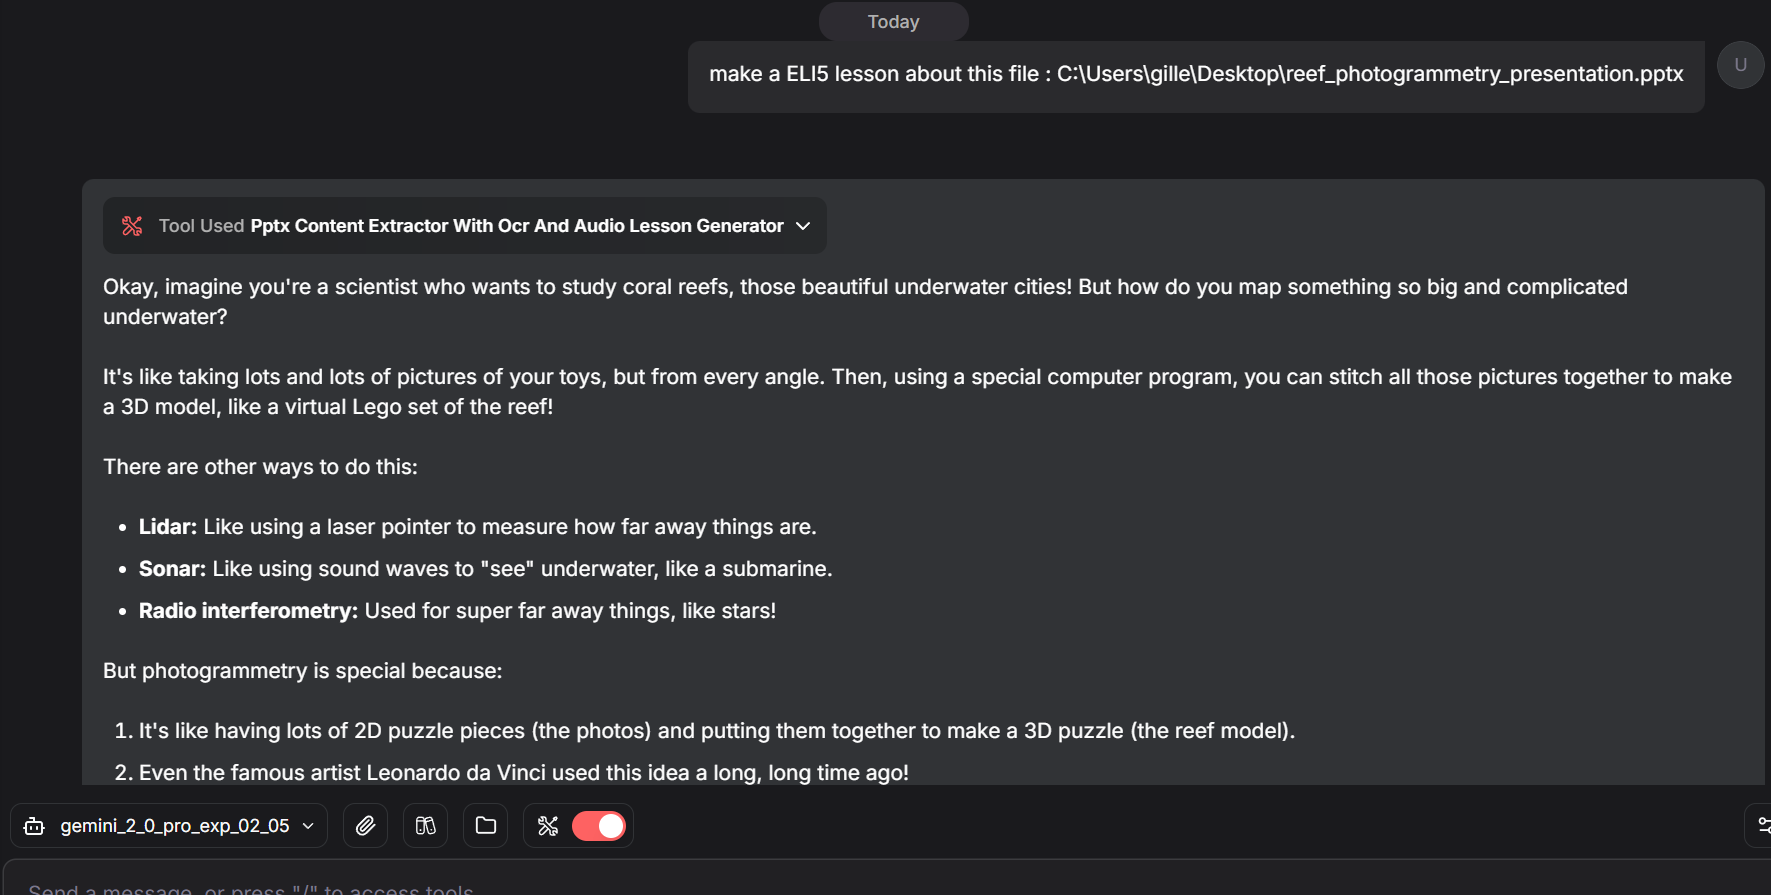 Today
make a ELI5 lesson about this file : C:\Users\gille\Desktop\reef_photogrammetry_presentation.pptx
U
Tool Used Pptx Content Extractor With Ocr And Audio Lesson Generator
Okay, imagine you're a scientist who wants to study coral reefs, those beautiful underwater cities! But how do you map something so big and complicated
underwater?
It's like taking lots and lots of pictures of your toys, but from every angle. Then, using a special computer program, you can stitch all those pictures together to make
a 3D model, like a virtual Lego set of the reef!
There are other ways to do this:
• Lidar: Like using a laser pointer to measure how far away things are.
• Sonar: Like using sound waves to "see" underwater, like a submarine.
• Radio interferometry: Used for super far away things, like stars!
But photogrammetry is special because:
1. It's like having lots of 2D puzzle pieces (the photos) and putting them together to make a 3D puzzle (the reef model).
2. Even the famous artist Leonardo da Vinci used this idea a long, long time ago!
gemini_2_0_pro_exp_02_05
Send a message, or press "/" to access tools